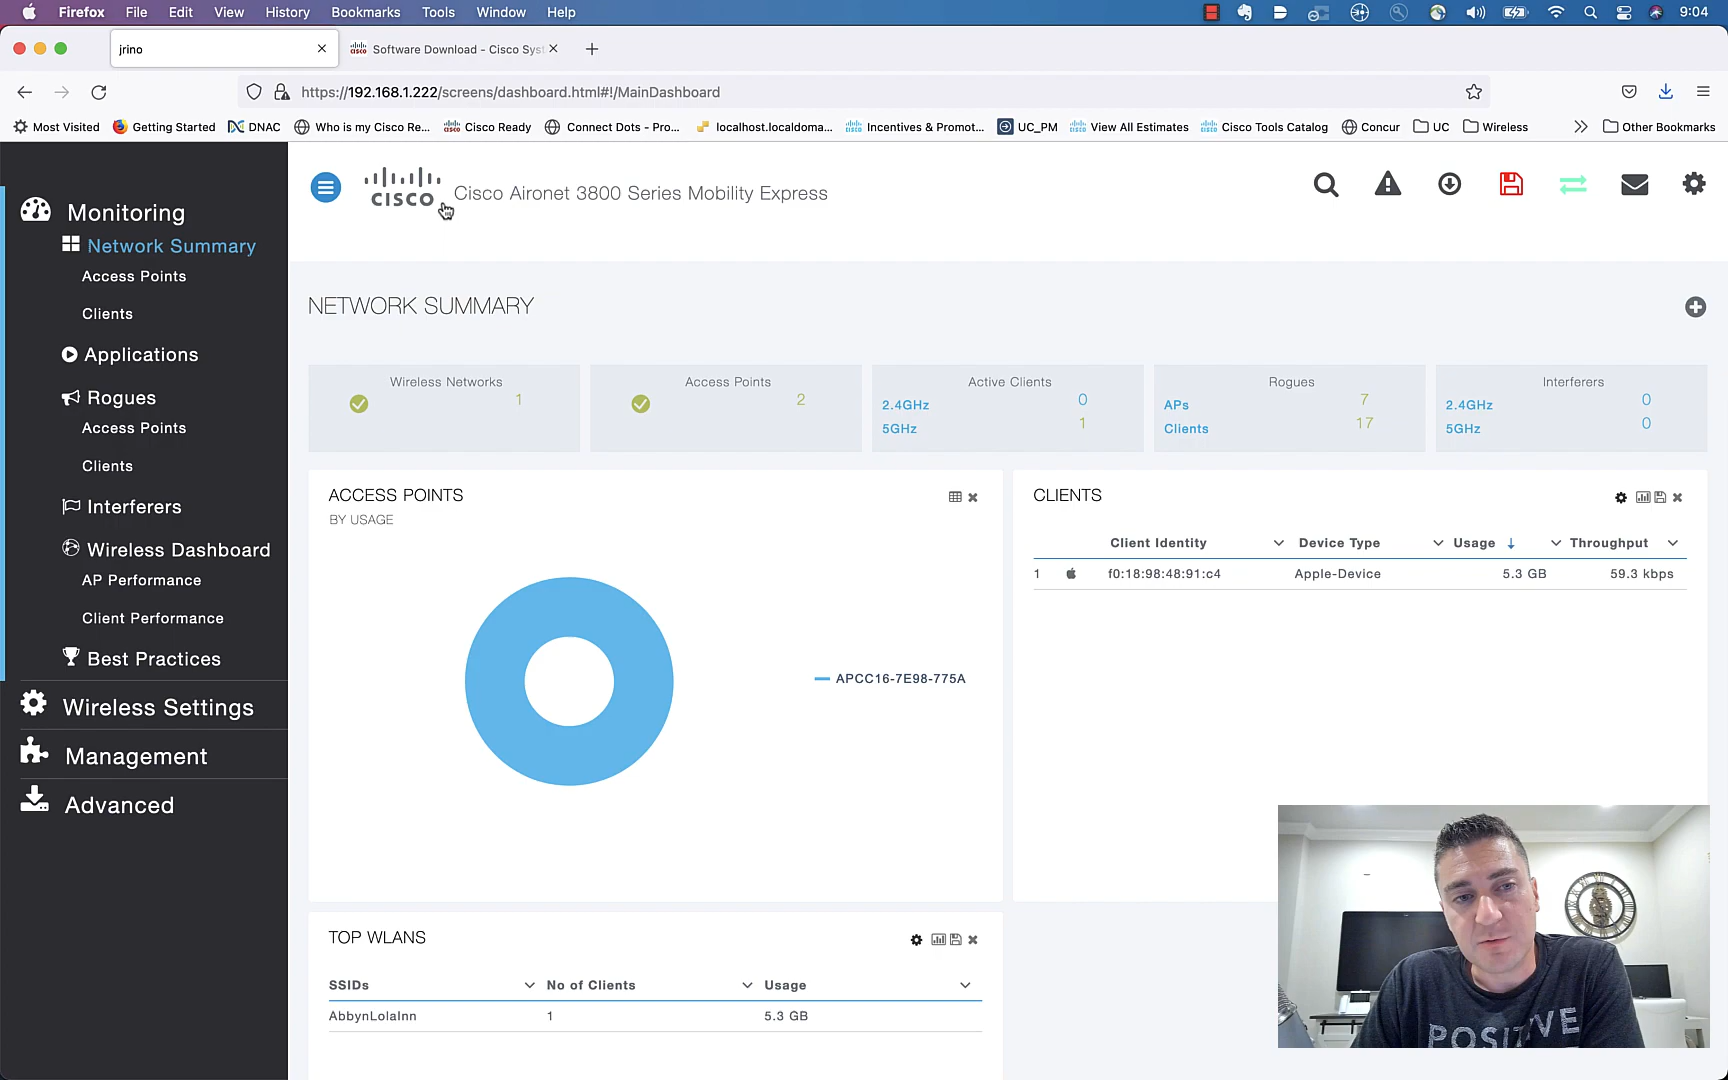 Firefox File Edit View History Bookmarks Tools Window Help 9:04
jrino Software Download - Cisco Syst
https://192.168.1.222/screens/dashboard.html#!/MainDashboard
Most Visited Getting Started DNAC Who is my Cisco Re... Cisco Ready Connect Dots - Pro... localhost.localdoma... Incentives & Promot... UC_PM View All Estimates Cisco Tools Catalog Concur UC Wireless Other Bookmarks
CISCO Cisco Aironet 3800 Series Mobility Express
Monitoring
Network Summary
Access Points
Clients
Applications
Rogues
Access Points
Clients
Interferers
Wireless Dashboard
AP Performance
Client Performance
Best Practices
Wireless Settings
Management
Advanced
NETWORK SUMMARY
Wireless Networks
1
Access Points
2
Active Clients
2.4GHz 0
5GHz 1
Rogues
APs 7
Clients 17
Interferers
2.4GHz 0
5GHz 0
ACCESS POINTS
BY USAGE
APCC16-7E98-775A
CLIENTS
Client Identity Device Type Usage Throughput
1 f0:18:98:48:91:c4 Apple-Device 5.3 GB 59.3 kbps
TOP WLANS
SSIDs No of Clients Usage
AbbynLolaInn 1 5.3 GB
POSITIVE